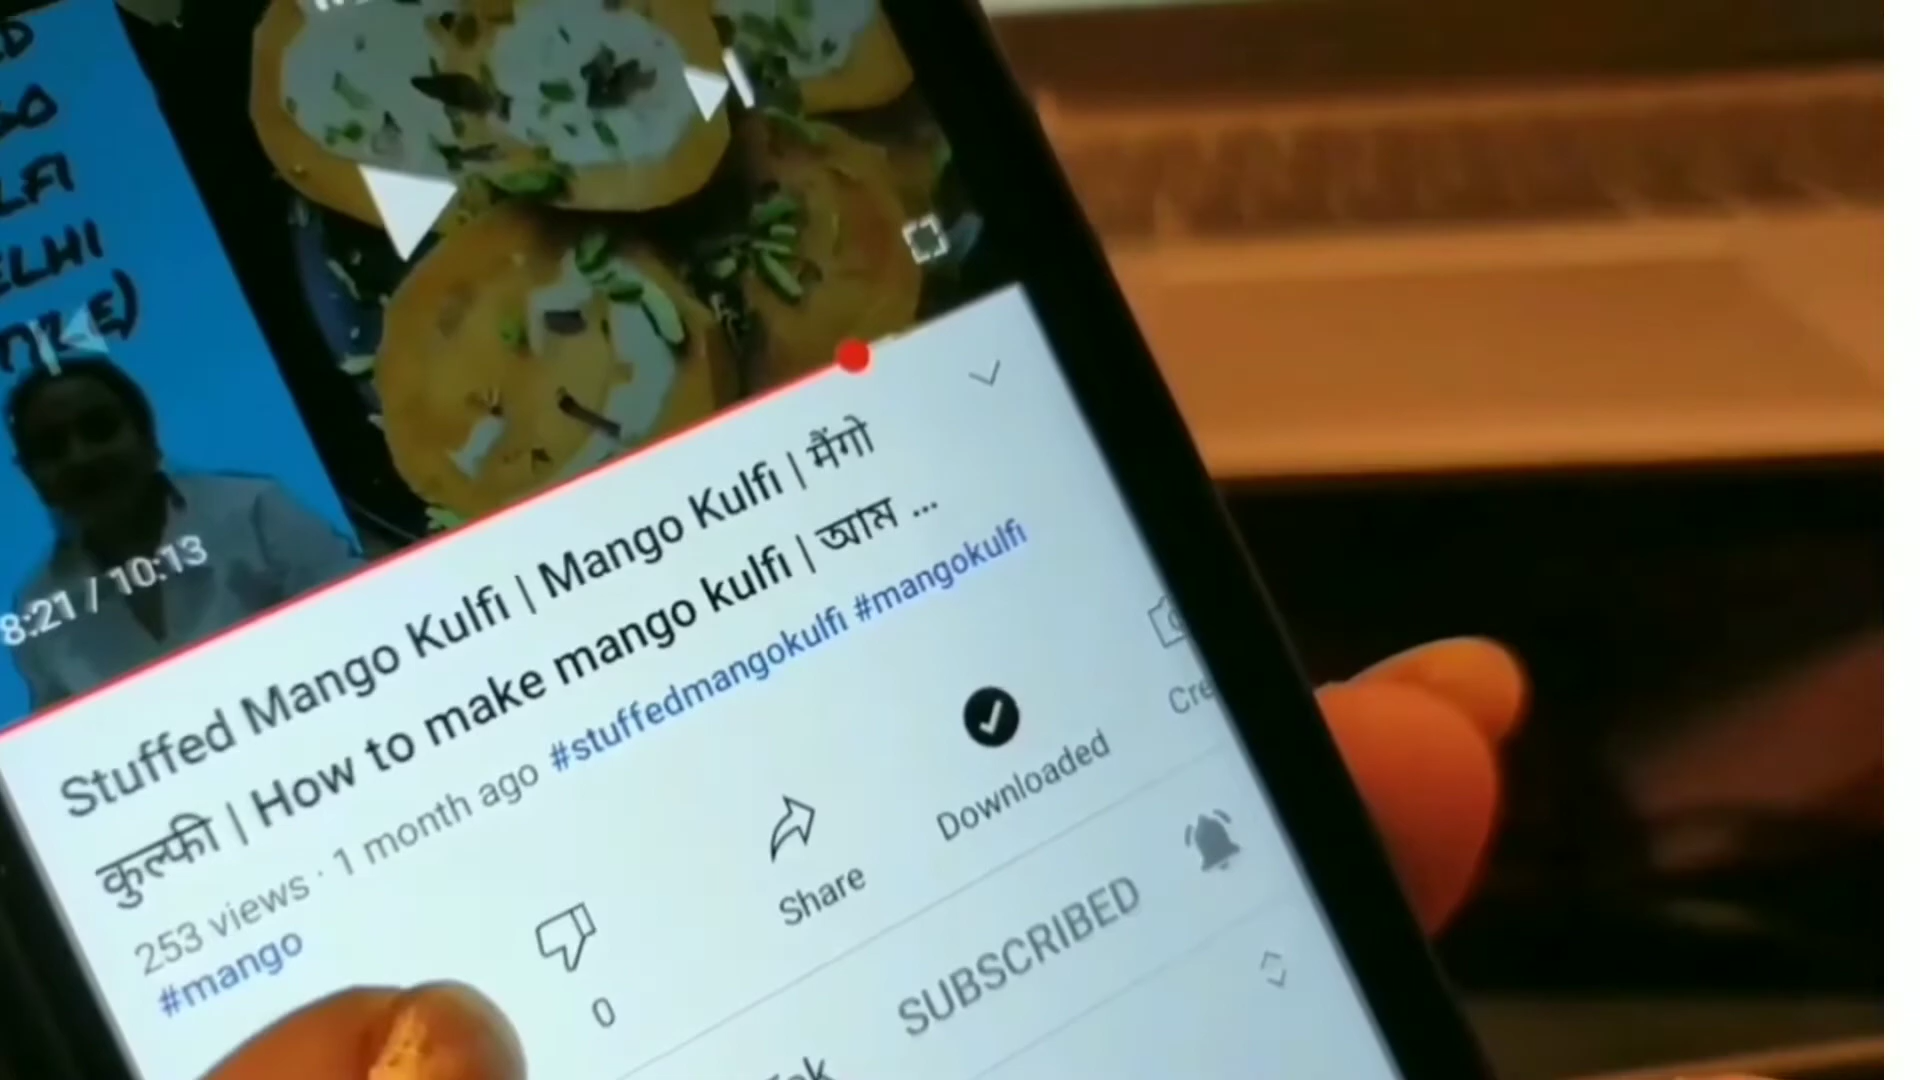 8:21 / 10:13
Stuffed Mango Kulfi | Mango Kulfi | मैंगो
कुल्फी | How to make mango kulfi | আম ...
253 views · 1 month ago #stuffedmangokulfi #mangokulfi
#mango
0
Share
Downloaded
SUBSCRIBED